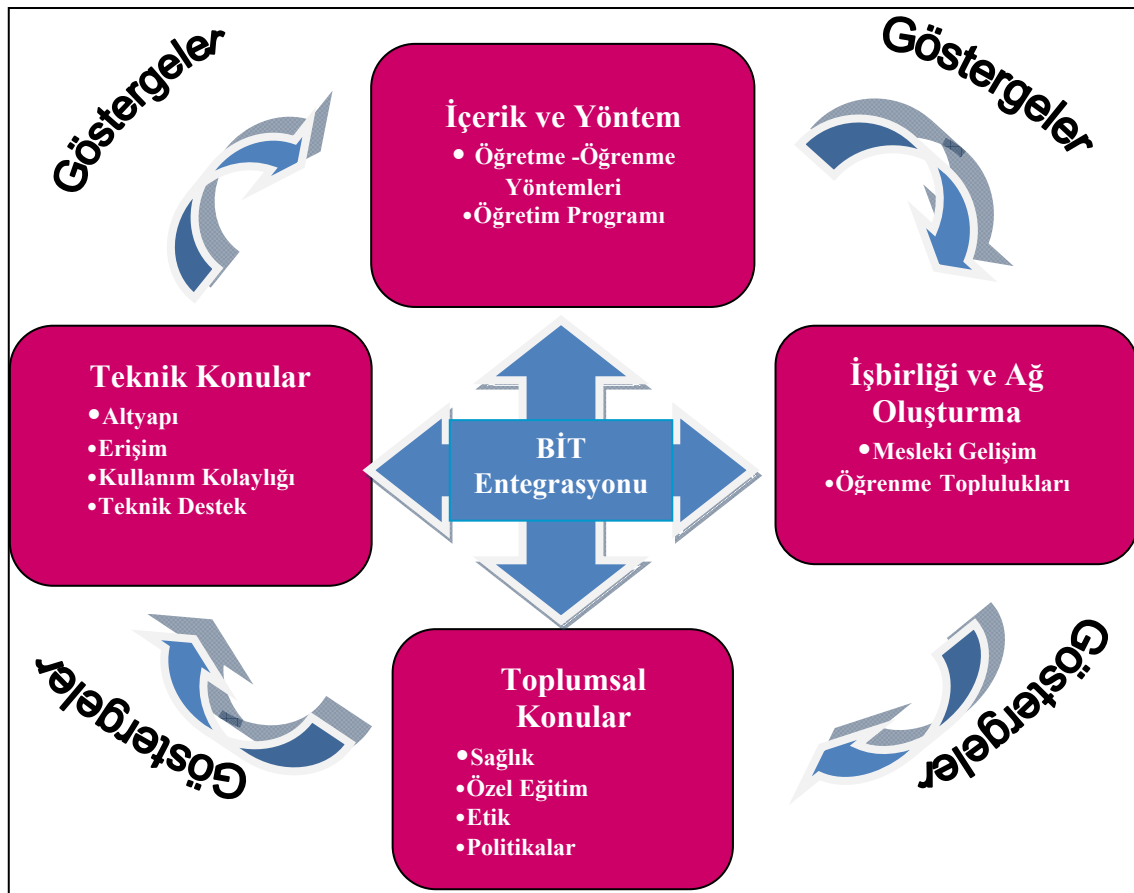 Göstergeler
Göstergeler
İçerik ve Yöntem
• Öğretme -Öğrenme
Yöntemleri
•Öğretim Programı
Teknik Konular
•Altyapı
•Erişim
•Kullanım Kolaylığı
•Teknik Destek
BİT
Entegrasyonu
İşbirliği ve Ağ
Oluşturma
•Mesleki Gelişim
•Öğrenme Toplulukları
Göstergeler
Göstergeler
Toplumsal
Konular
•Sağlık
•Özel Eğitim
•Etik
•Politikalar